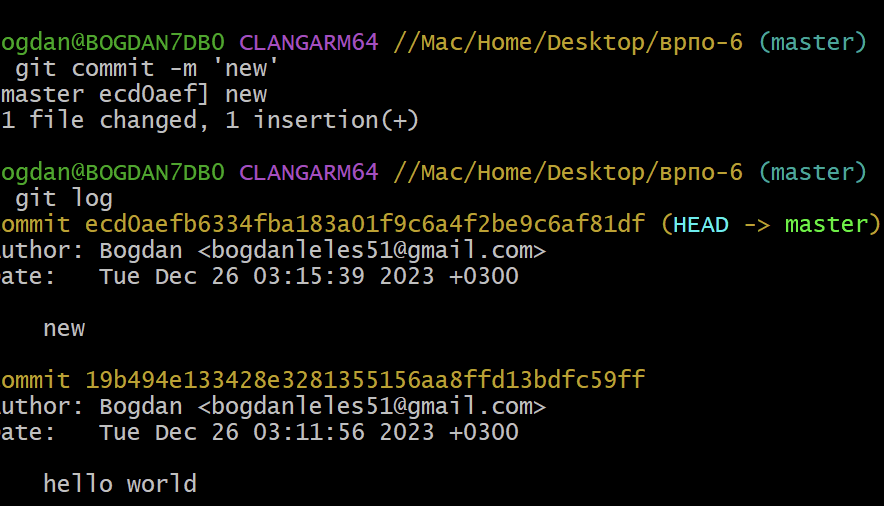 ogdan@BOGDAN7DB0 CLANGARM64 //Mac/Home/Desktop/врпо-6 (master)
git commit -m 'new'
master ecd0aef] new
1 file changed, 1 insertion(+)
ogdan@BOGDAN7DB0 CLANGARM64 //Mac/Home/Desktop/врпо-6 (master)
git log
ommit ecd0aefb6334fba183a01f9c6a4f2be9c6af81df (HEAD -> master)
uthor: Bogdan <bogdanleles51@gmail.com>
ate:   Tue Dec 26 03:15:39 2023 +0300
new
ommit 19b494e133428e3281355156aa8ffd13bdfc59ff
uthor: Bogdan <bogdanleles51@gmail.com>
ate:   Tue Dec 26 03:11:56 2023 +0300
hello world